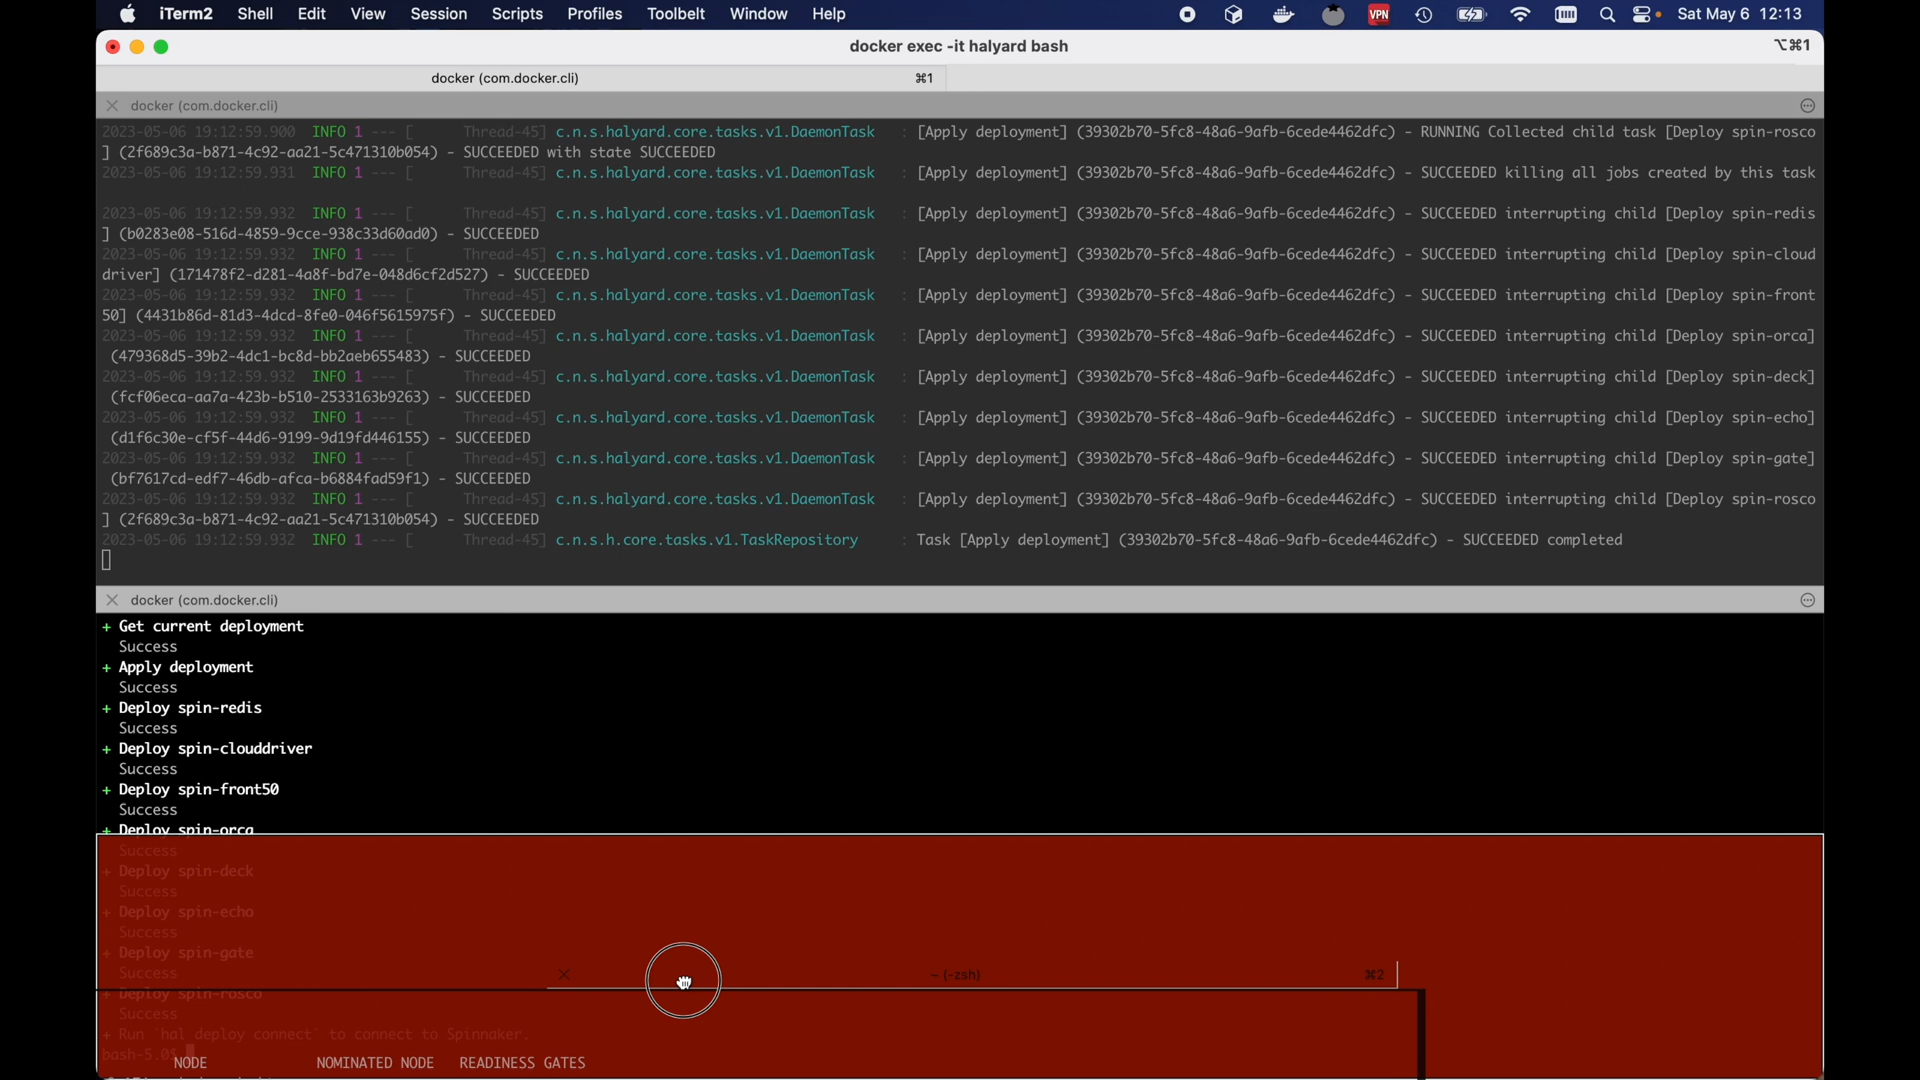 iTerm2 Shell Edit View Session Scripts Profiles Toolbelt Window Help VPN Sat May 6 12:13
docker exec -it halyard bash ⌥⌘1
docker (com.docker.cli) ⌘1
docker (com.docker.cli)
2023-05-06 19:12:59.900 INFO 1 --- [ Thread-45] c.n.s.halyard.core.tasks.v1.DaemonTask : [Apply deployment] (39302b70-5fc8-48a6-9afb-6cede4462dfc) - RUNNING Collected child task [Deploy spin-rosco
] (2f689c3a-b871-4c92-aa21-5c471310b054) - SUCCEEDED with state SUCCEEDED
2023-05-06 19:12:59.931 INFO 1 --- [ Thread-45] c.n.s.halyard.core.tasks.v1.DaemonTask : [Apply deployment] (39302b70-5fc8-48a6-9afb-6cede4462dfc) - SUCCEEDED killing all jobs created by this task
2023-05-06 19:12:59.932 INFO 1 --- [ Thread-45] c.n.s.halyard.core.tasks.v1.DaemonTask : [Apply deployment] (39302b70-5fc8-48a6-9afb-6cede4462dfc) - SUCCEEDED interrupting child [Deploy spin-redis
] (b0283e08-516d-4859-9cce-938c33d60ad0) - SUCCEEDED
2023-05-06 19:12:59.932 INFO 1 --- [ Thread-45] c.n.s.halyard.core.tasks.v1.DaemonTask : [Apply deployment] (39302b70-5fc8-48a6-9afb-6cede4462dfc) - SUCCEEDED interrupting child [Deploy spin-cloud
driver] (171478f2-d281-4a8f-bd7e-048d6cf2d527) - SUCCEEDED
2023-05-06 19:12:59.932 INFO 1 --- [ Thread-45] c.n.s.halyard.core.tasks.v1.DaemonTask : [Apply deployment] (39302b70-5fc8-48a6-9afb-6cede4462dfc) - SUCCEEDED interrupting child [Deploy spin-front
50] (4431b86d-81d3-4dcd-8fe0-046f5615975f) - SUCCEEDED
2023-05-06 19:12:59.932 INFO 1 --- [ Thread-45] c.n.s.halyard.core.tasks.v1.DaemonTask : [Apply deployment] (39302b70-5fc8-48a6-9afb-6cede4462dfc) - SUCCEEDED interrupting child [Deploy spin-orca]
(479368d5-39b2-4dc1-bc8d-bb2aeb655483) - SUCCEEDED
2023-05-06 19:12:59.932 INFO 1 --- [ Thread-45] c.n.s.halyard.core.tasks.v1.DaemonTask : [Apply deployment] (39302b70-5fc8-48a6-9afb-6cede4462dfc) - SUCCEEDED interrupting child [Deploy spin-deck]
(fcf06eca-aa7a-423b-b510-2533163b9263) - SUCCEEDED
2023-05-06 19:12:59.932 INFO 1 --- [ Thread-45] c.n.s.halyard.core.tasks.v1.DaemonTask : [Apply deployment] (39302b70-5fc8-48a6-9afb-6cede4462dfc) - SUCCEEDED interrupting child [Deploy spin-echo]
(d1f6c30e-cf5f-44d6-9199-9d19fd446155) - SUCCEEDED
2023-05-06 19:12:59.932 INFO 1 --- [ Thread-45] c.n.s.halyard.core.tasks.v1.DaemonTask : [Apply deployment] (39302b70-5fc8-48a6-9afb-6cede4462dfc) - SUCCEEDED interrupting child [Deploy spin-gate]
(bf7617cd-edf7-46db-afca-b6884fad59f1) - SUCCEEDED
2023-05-06 19:12:59.932 INFO 1 --- [ Thread-45] c.n.s.halyard.core.tasks.v1.DaemonTask : [Apply deployment] (39302b70-5fc8-48a6-9afb-6cede4462dfc) - SUCCEEDED interrupting child [Deploy spin-rosco
] (2f689c3a-b871-4c92-aa21-5c471310b054) - SUCCEEDED
2023-05-06 19:12:59.932 INFO 1 --- [ Thread-45] c.n.s.h.core.tasks.v1.TaskRepository : Task [Apply deployment] (39302b70-5fc8-48a6-9afb-6cede4462dfc) - SUCCEEDED completed
docker (com.docker.cli)
+ Get current deployment
Success
+ Apply deployment
Success
+ Deploy spin-redis
Success
+ Deploy spin-clouddriver
Success
+ Deploy spin-front50
Success
+ Deploy spin-orca
Success
+ Deploy spin-deck
Success
+ Deploy spin-echo
Success
+ Deploy spin-gate
Success
~ (-zsh) ⌘2
+ Deploy spin-rosco
Success
+ Run `hal deploy connect` to connect to Spinnaker.
bash-5.0$
NODE NOMINATED NODE READINESS GATES